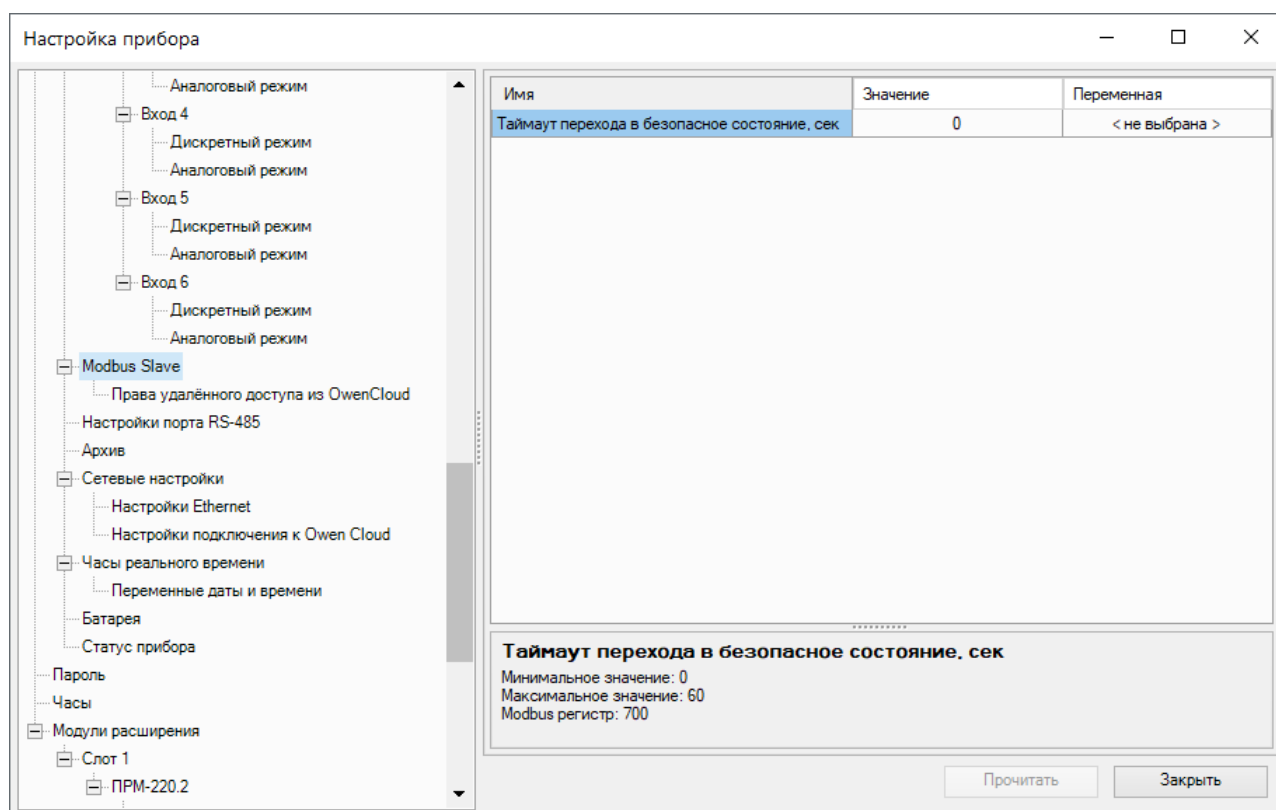 Настройка прибора
Аналоговый режим
Вход 4
Дискретный режим
Аналоговый режим
Вход 5
Дискретный режим
Аналоговый режим
Вход 6
Дискретный режим
Аналоговый режим
Modbus Slave
Права удалённого доступа из OwenCloud
Настройки порта RS-485
Архив
Сетевые настройки
Настройки Ethernet
Настройки подключения к Owen Cloud
Часы реального времени
Переменные даты и времени
Батарея
Статус прибора
Пароль
Часы
Модули расширения
Слот 1
ПРМ-220.2
Имя Значение Переменная
Таймаут перехода в безопасное состояние, сек 0 < не выбрана >
Таймаут перехода в безопасное состояние, сек
Минимальное значение: 0
Максимальное значение: 60
Modbus регистр: 700
Прочитать Закрыть